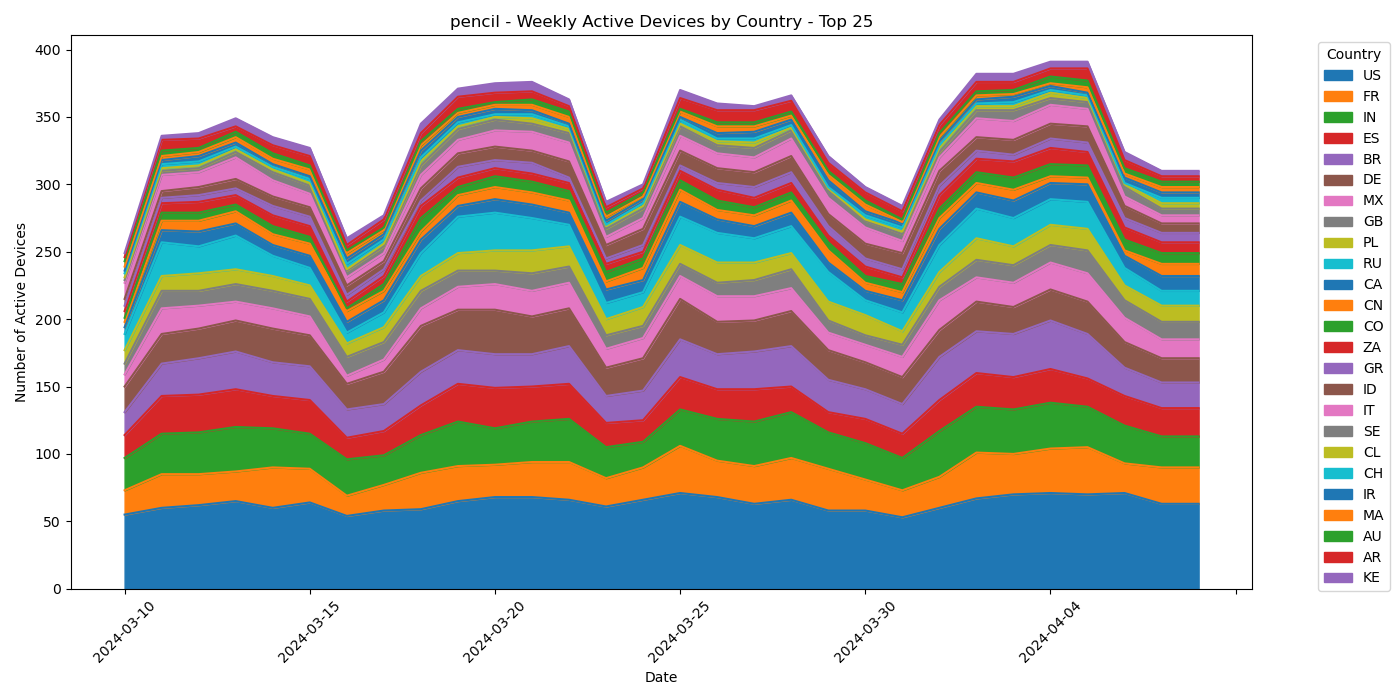 pencil - Weekly Active Devices by Country - Top 25
400
350
300
250
200
150
100
50
0
Number of Active Devices
2024-03-10
2024-03-15
2024-03-20
2024-03-25
2024-03-30
2024-04-04
Date
Country
US
FR
IN
ES
BR
DE
MX
GB
PL
RU
CA
CN
CO
ZA
GR
ID
IT
SE
CL
CH
IR
MA
AU
AR
KE